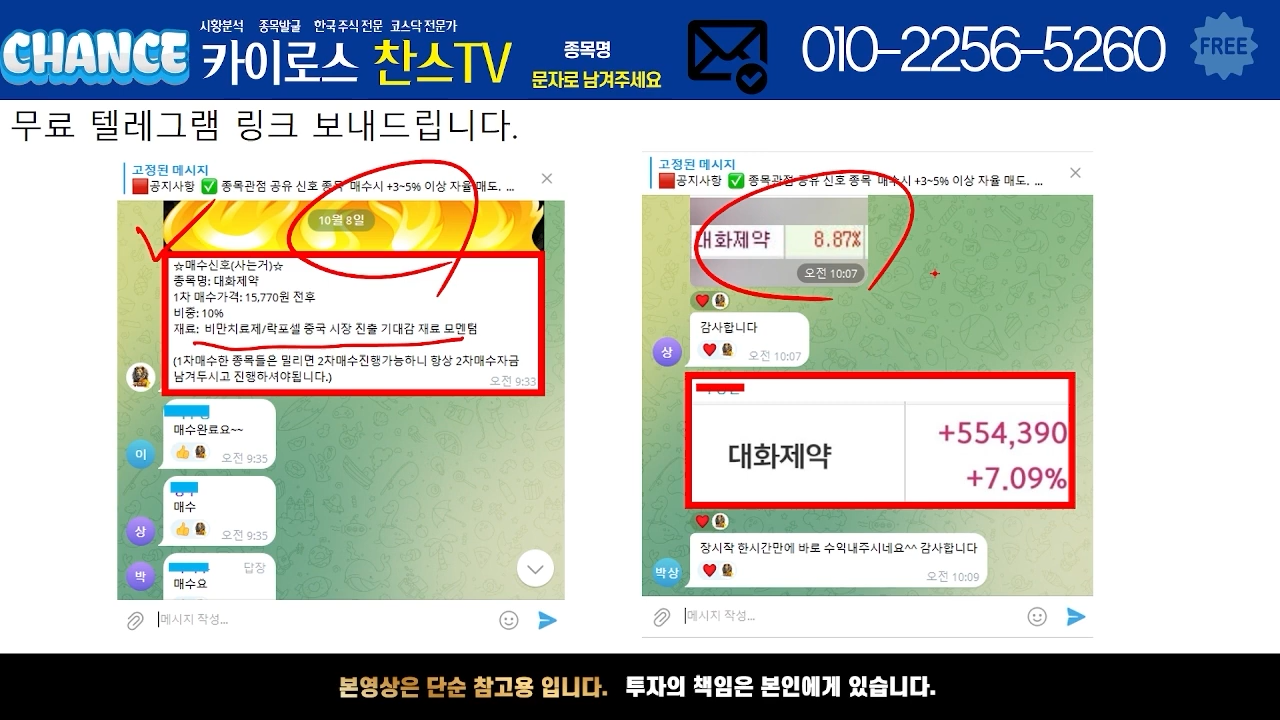 시황분석 종목발굴 한국 주식 전문 코스닥 전문가
CHANCE
카이로스 찬스TV
종목명
문자로 남겨주세요
010-2256-5260
FREE
무료 텔레그램 링크 보내드립니다.
고정된 메시지
공지사항 ✅ 종목관점 공유 신호 종목 매수시 +3~5% 이상 자율 매도. ...
10월 8일
☆매수신호(사는거)☆
종목명: 대화제약
1차 매수가격: 15,770원 전후
비중: 10%
재료: 비만치료제/락포셀 중국 시장 진출 기대감 재료 모멘텀
(1차매수한 종목들은 밀리면 2차매수진행가능하니 항상 2차매수자금
남겨두시고 진행하셔야됩니다.)
오전 9:33
매수완료요~~
이
오전 9:35
매수
상
오전 9:35
답장
박
매수요
메시지 작성...
고정된 메시지
공지사항 ✅ 종목관점 공유 신호 종목 매수시 +3~5% 이상 자율 매도. ...
대화제약 8.87%
오전 10:07
감사합니다
상
오전 10:07
대화제약
+554,390
+7.09%
장시작 한시간만에 바로 수익내주시네요^^ 감사합니다
박상
오전 10:09
메시지 작성...
본영상은 단순 참고용 입니다. 투자의 책임은 본인에게 있습니다.